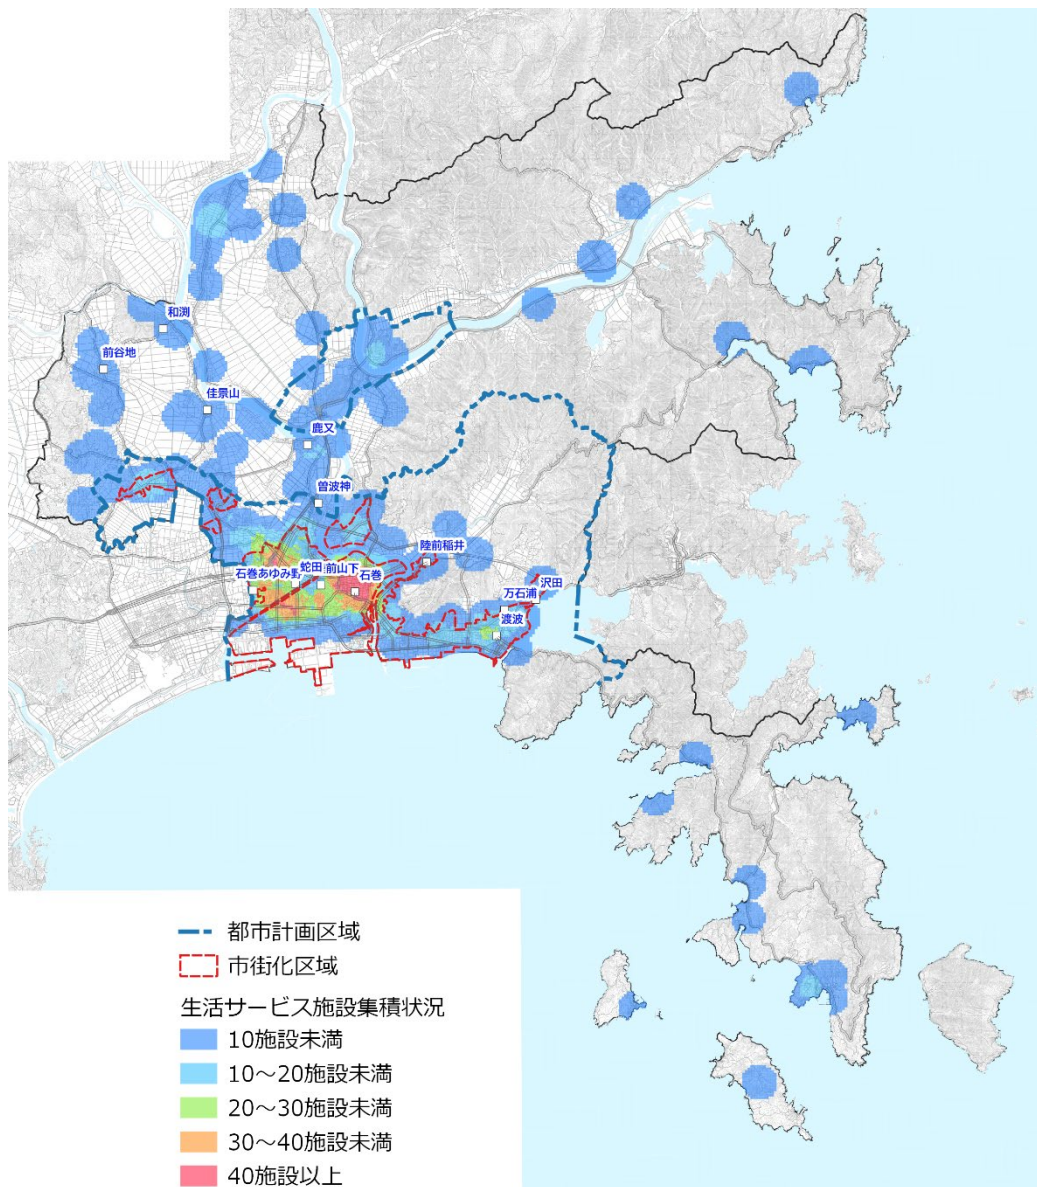 和渕
前谷地
佳景山
鹿又
曽波神
陸前稲井
石巻あゆみ野
蛇田
前山下
石巻
沢田
万石浦
渡波
都市計画区域
市街化区域
生活サービス施設集積状況
10施設未満
10～20施設未満
20～30施設未満
30～40施設未満
40施設以上